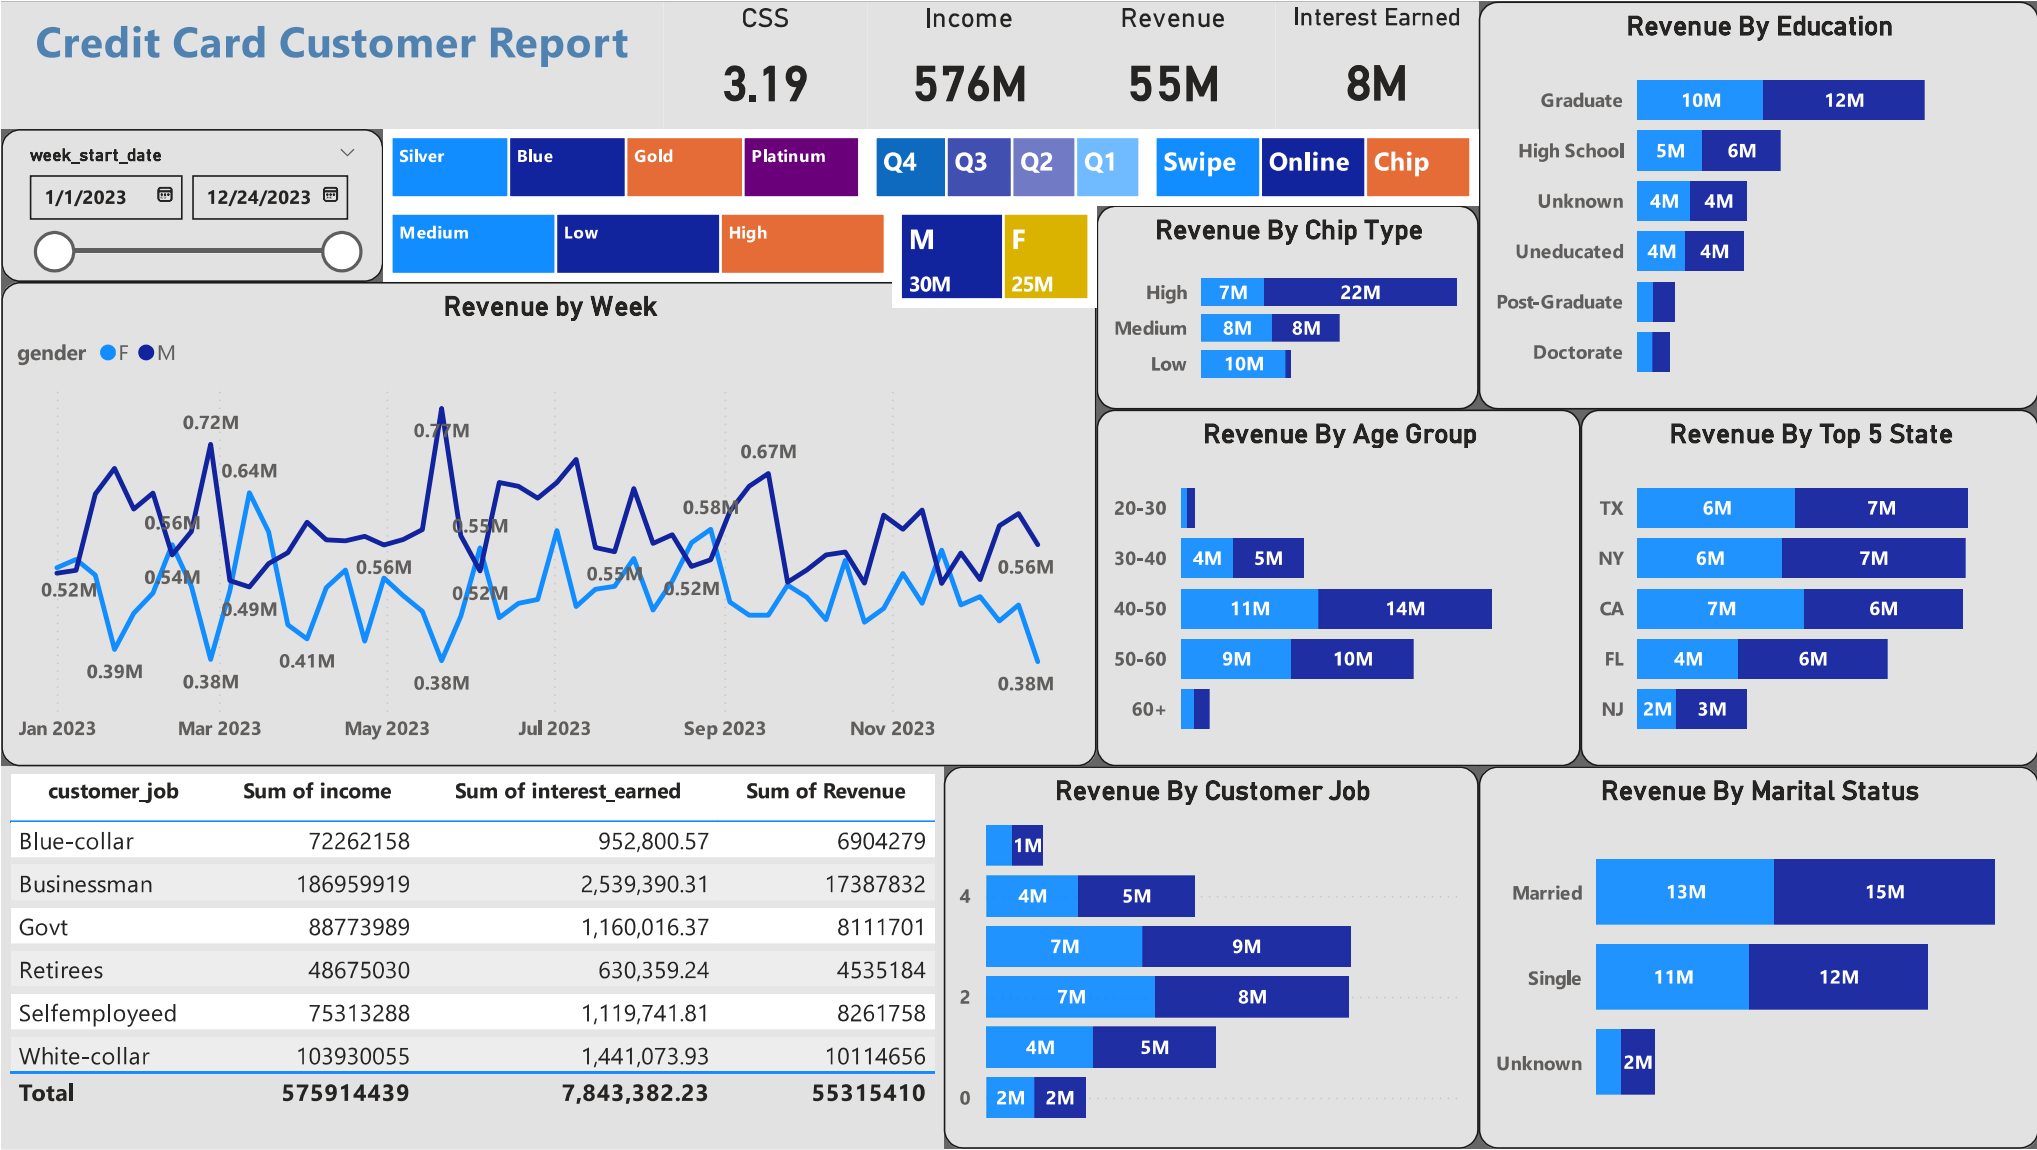 Credit Card Customer Report
CSS
3.19
Income
576M
Revenue
55M
Interest Earned
8M
week_start_date
1/1/2023
12/24/2023
Silver
Blue
Gold
Platinum
Q4
Q3
Q2
Q1
Swipe
Online
Chip
Medium
Low
High
M
30M
F
25M
Revenue by Week
gender F M
0.72M
0.77M
0.67M
0.64M
0.58M
0.56M
0.55M
0.56M
0.56M
0.54M
0.55M
0.52M
0.52M
0.52M
0.49M
0.41M
0.39M
0.38M
0.38M
0.38M
Jan 2023
Mar 2023
May 2023
Jul 2023
Sep 2023
Nov 2023
Revenue By Chip Type
High 7M 22M
Medium 8M 8M
Low 10M
Revenue By Education
Graduate 10M 12M
High School 5M 6M
Unknown 4M 4M
Uneducated 4M 4M
Post-Graduate
Doctorate
Revenue By Age Group
20-30
30-40 4M 5M
40-50 11M 14M
50-60 9M 10M
60+
Revenue By Top 5 State
TX 6M 7M
NY 6M 7M
CA 7M 6M
FL 4M 6M
NJ 2M 3M
customer_job Sum of income Sum of interest_earned Sum of Revenue
Blue-collar 72262158 952,800.57 6904279
Businessman 186959919 2,539,390.31 17387832
Govt 88773989 1,160,016.37 8111701
Retirees 48675030 630,359.24 4535184
Selfemployeed 75313288 1,119,741.81 8261758
White-collar 103930055 1,441,073.93 10114656
Total 575914439 7,843,382.23 55315410
Revenue By Customer Job
1M
4 4M 5M
7M 9M
2 7M 8M
4M 5M
0 2M 2M
Revenue By Marital Status
Married 13M 15M
Single 11M 12M
Unknown 2M